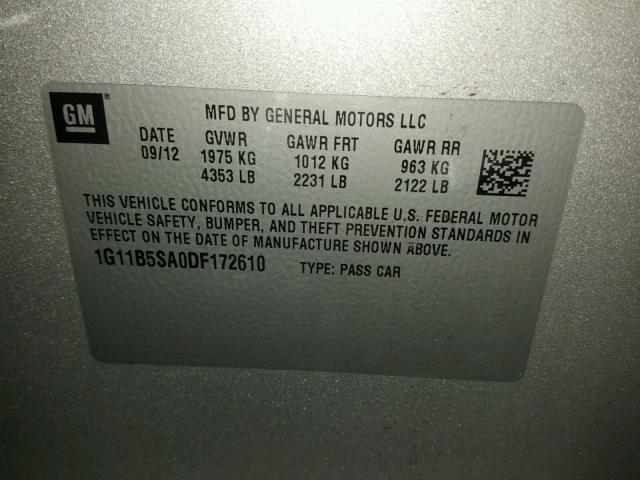 GM®
MFD BY GENERAL MOTORS LLC
DATE GVWR GAWR FRT GAWR RR
09/12 1975 KG 1012 KG 963 KG
4353 LB 2231 LB 2122 LB
THIS VEHICLE CONFORMS TO ALL APPLICABLE U.S. FEDERAL MOTOR
VEHICLE SAFETY, BUMPER, AND THEFT PREVENTION STANDARDS IN
EFFECT ON THE DATE OF MANUFACTURE SHOWN ABOVE.
1G11B5SA0DF172610 TYPE: PASS CAR